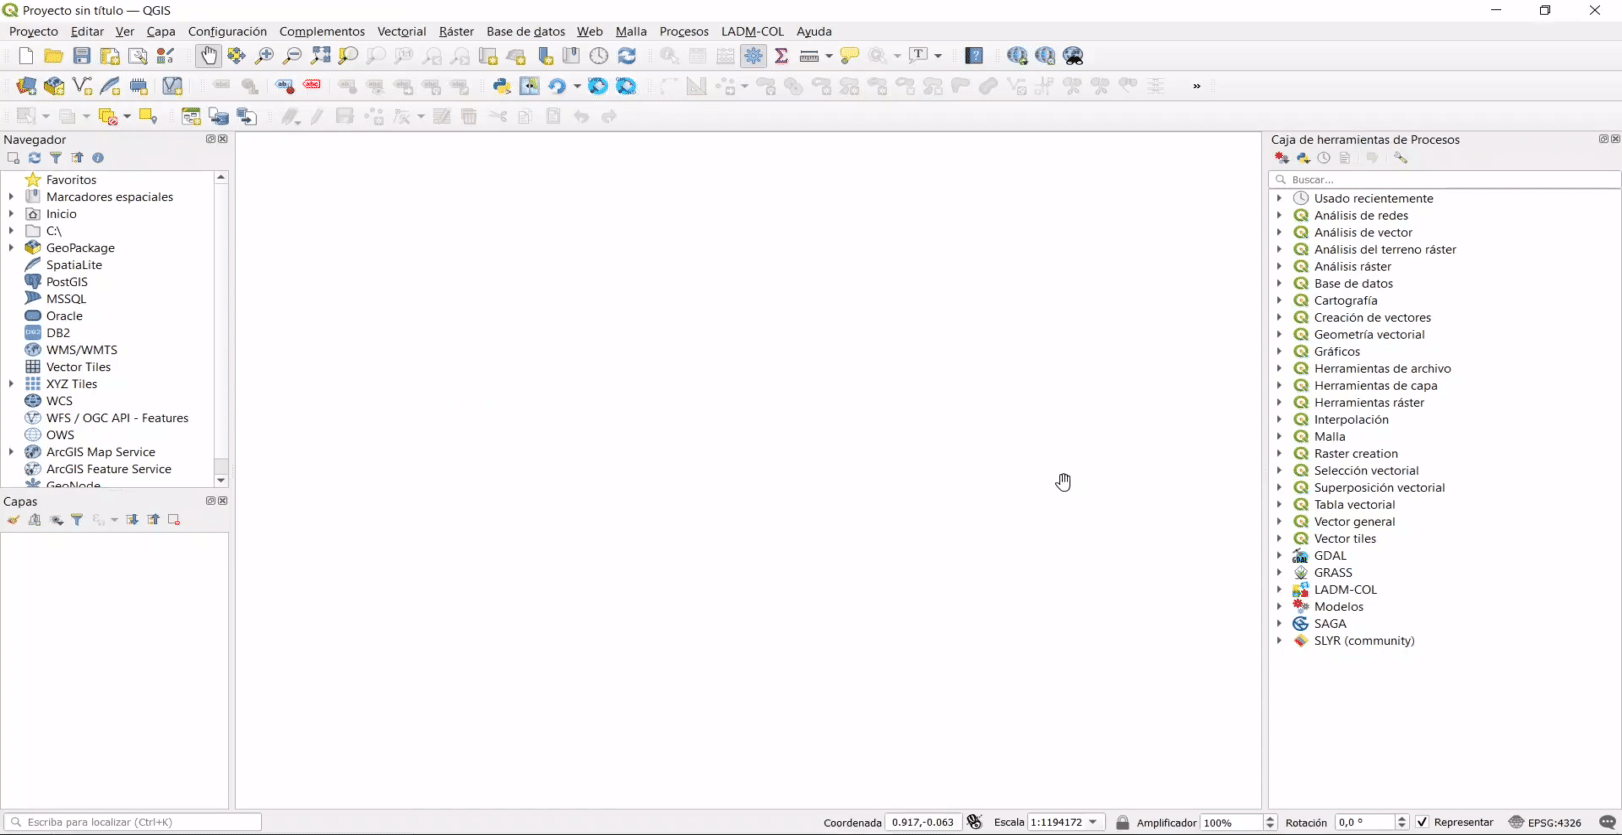 Proyecto sin título — QGIS
Proyecto Editar Ver Capa Configuración Complementos Vectorial Ráster Base de datos Web Malla Procesos LADM-COL Ayuda
Navegador
Favoritos
Marcadores espaciales
Inicio
C:\
GeoPackage
SpatiaLite
PostGIS
MSSQL
Oracle
DB2
WMS/WMTS
Vector Tiles
XYZ Tiles
WCS
WFS / OGC API - Features
OWS
ArcGIS Map Service
ArcGIS Feature Service
GeoNode
Capas
Caja de herramientas de Procesos
Buscar...
Usado recientemente
Análisis de redes
Análisis de vector
Análisis del terreno ráster
Análisis ráster
Base de datos
Cartografía
Creación de vectores
Geometría vectorial
Gráficos
Herramientas de archivo
Herramientas de capa
Herramientas ráster
Interpolación
Malla
Raster creation
Selección vectorial
Superposición vectorial
Tabla vectorial
Vector general
Vector tiles
GDAL
GRASS
LADM-COL
Modelos
SAGA
SLYR (community)
Escriba para localizar (Ctrl+K)
Coordenada 0.917,-0.063 Escala 1:1194172 Amplificador 100% Rotación 0,0 ° Representar EPSG:4326